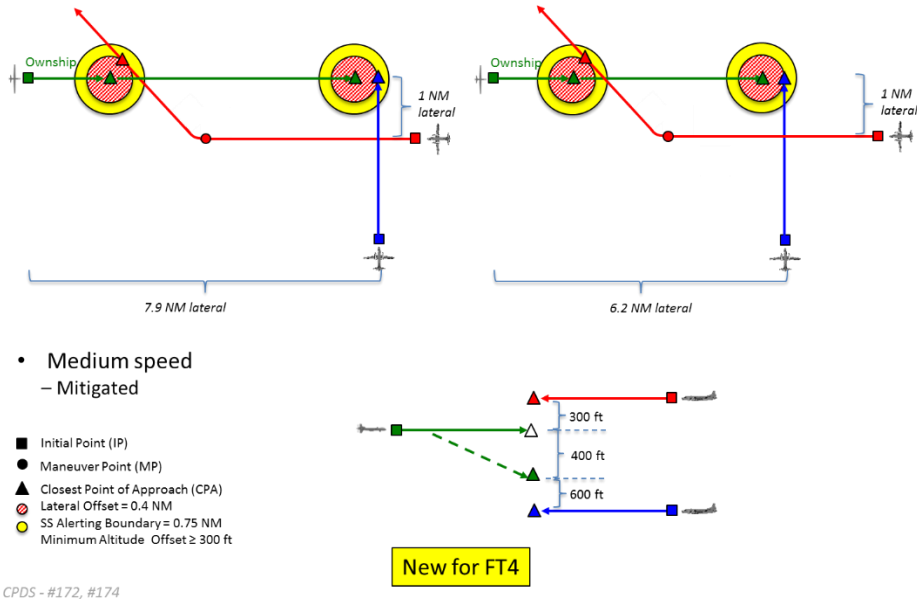 Ownship
1 NM
lateral
7.9 NM lateral
Ownship
1 NM
lateral
6.2 NM lateral
• Medium speed
– Mitigated
Initial Point (IP)
Maneuver Point (MP)
Closest Point of Approach (CPA)
Lateral Offset = 0.4 NM
SS Alerting Boundary = 0.75 NM
Minimum Altitude Offset ≥ 300 ft
300 ft
400 ft
600 ft
New for FT4
CPDS - #172, #174